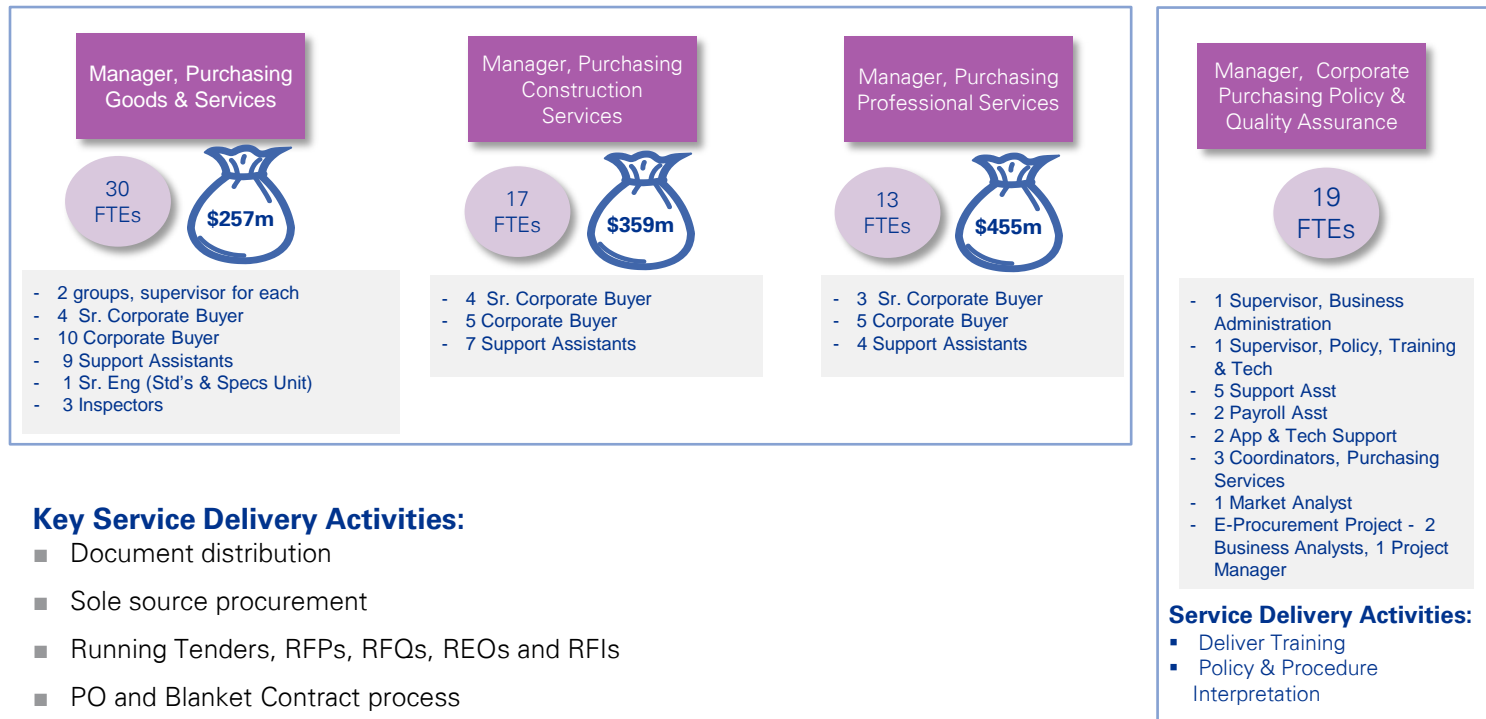 Manager, Purchasing
Goods & Services
30
FTEs
$257m
- 2 groups, supervisor for each
- 4 Sr. Corporate Buyer
- 10 Corporate Buyer
- 9 Support Assistants
- 1 Sr. Eng (Std's & Specs Unit)
- 3 Inspectors
Manager, Purchasing
Construction
Services
17
FTEs
$359m
- 4 Sr. Corporate Buyer
- 5 Corporate Buyer
- 7 Support Assistants
Manager, Purchasing
Professional Services
13
FTEs
$455m
- 3 Sr. Corporate Buyer
- 5 Corporate Buyer
- 4 Support Assistants
Manager, Corporate
Purchasing Policy &
Quality Assurance
19
FTEs
- 1 Supervisor, Business
Administration
- 1 Supervisor, Policy, Training
& Tech
- 5 Support Asst
- 2 Payroll Asst
- 2 App & Tech Support
- 3 Coordinators, Purchasing
Services
- 1 Market Analyst
- E-Procurement Project - 2
Business Analysts, 1 Project
Manager
Service Delivery Activities:
▪ Deliver Training
▪ Policy & Procedure
Interpretation
Key Service Delivery Activities:
■ Document distribution
■ Sole source procurement
■ Running Tenders, RFPs, RFQs, REOs and RFIs
■ PO and Blanket Contract process